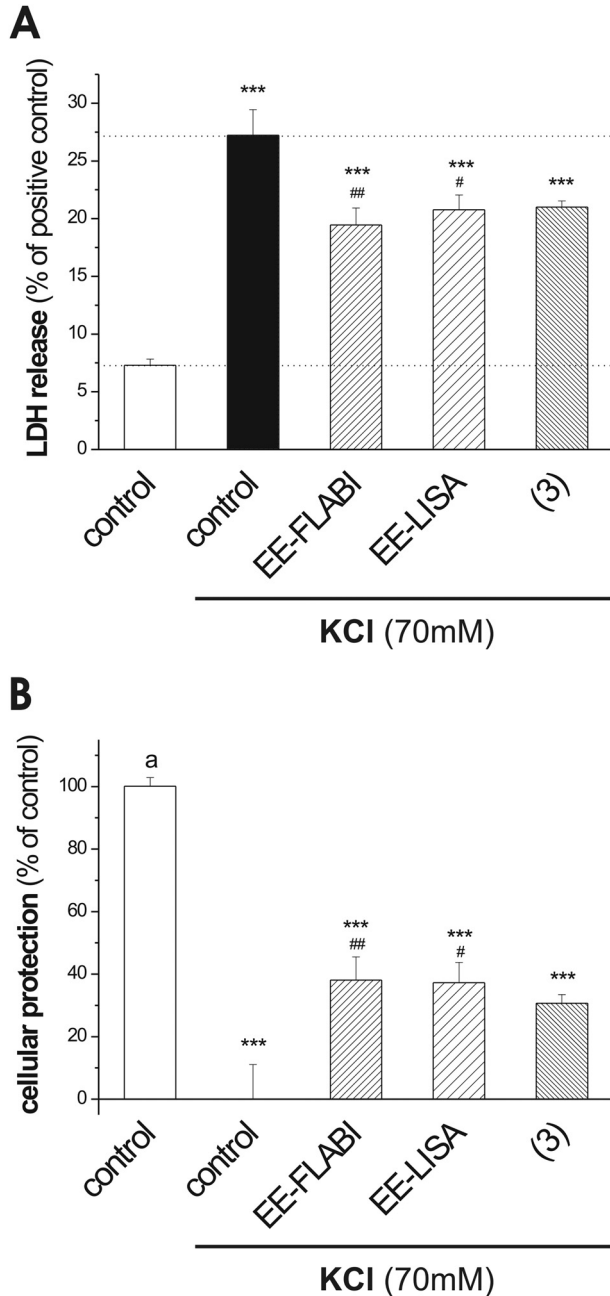 A
LDH release (% of positive control)
30
25
20
15
10
5
0
***
***
##
***
#
***
control
control
EE-FLABI
EE-LISA
(3)
KCl (70mM)
B
cellular protection (% of control)
100
80
60
40
20
0
a
***
***
##
***
#
***
control
control
EE-FLABI
EE-LISA
(3)
KCl (70mM)